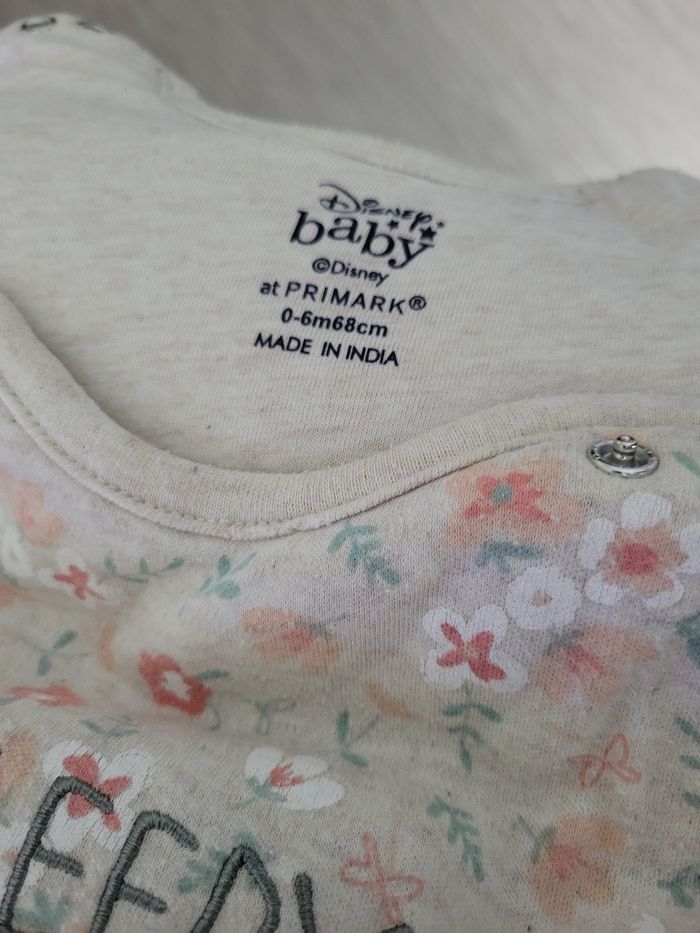 Disney
baby
©Disney
at PRIMARK®
0-6m68cm
MADE IN INDIA